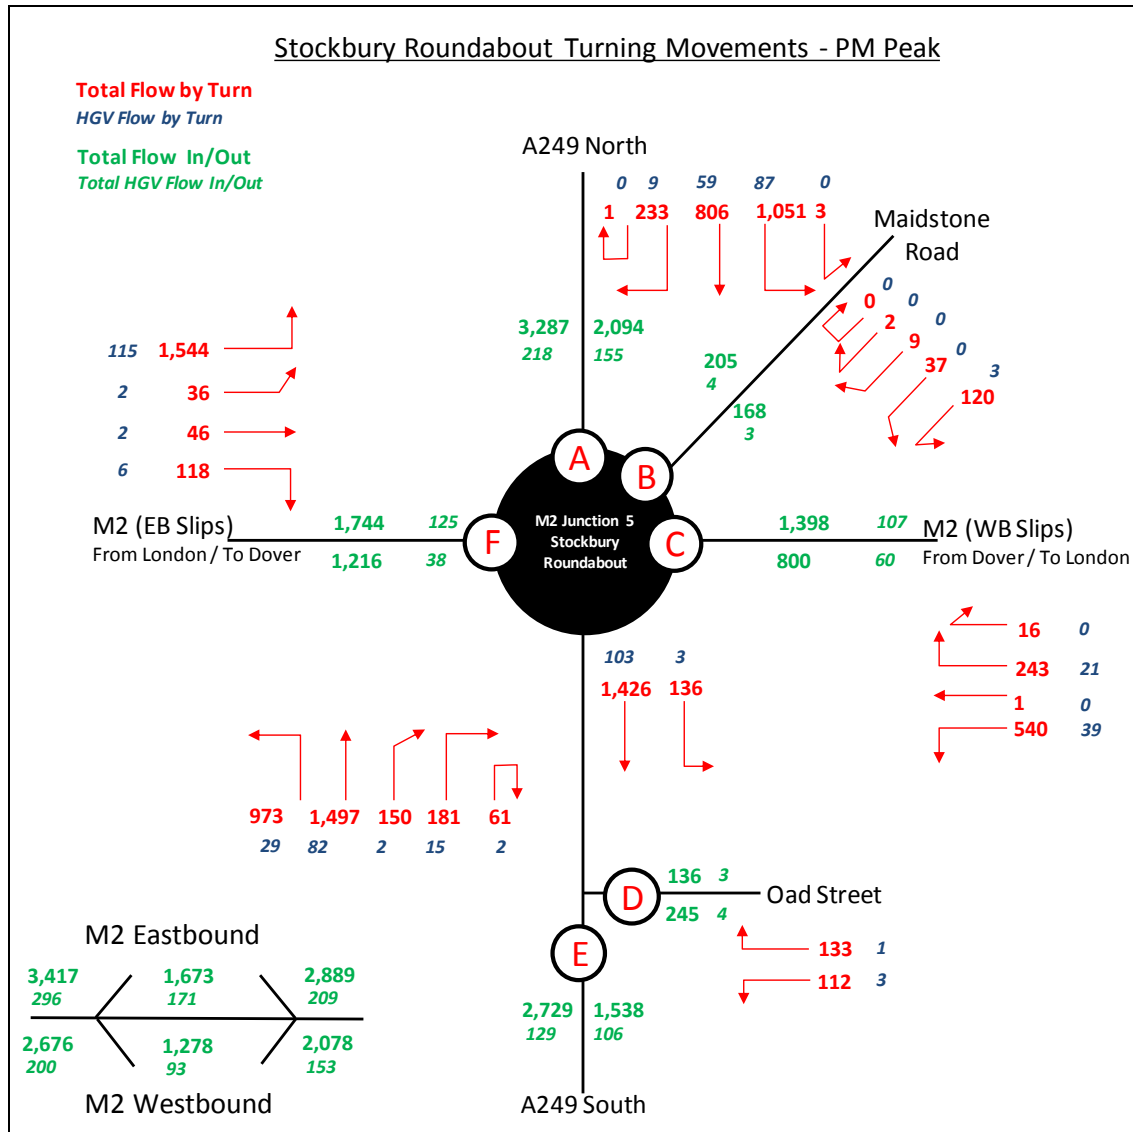 Stockbury Roundabout Turning Movements - PM Peak
Total Flow by Turn
HGV Flow by Turn
Total Flow In/Out
Total HGV Flow In/Out
A249 North
0 9 59 87 0
1 233 806 1,051 3
Maidstone
Road
0 0 0 0 3
0 2 9 37 120
3,287 2,094
218 155
205
4
168
3
115 1,544
2 36
2 46
6 118
A
B
M2 (EB Slips)
From London / To Dover
1,744 125
1,216 38
F
M2 Junction 5
Stockbury
Roundabout
C
1,398 107
800 60
M2 (WB Slips)
From Dover / To London
16 0
243 21
1 0
540 39
103 3
1,426 136
973 1,497 150 181 61
29 82 2 15 2
D
136 3
245 4
Oad Street
133 1
112 3
E
2,729 1,538
129 106
A249 South
M2 Eastbound
3,417 1,673 2,889
296 171 209
2,676 1,278 2,078
200 93 153
M2 Westbound